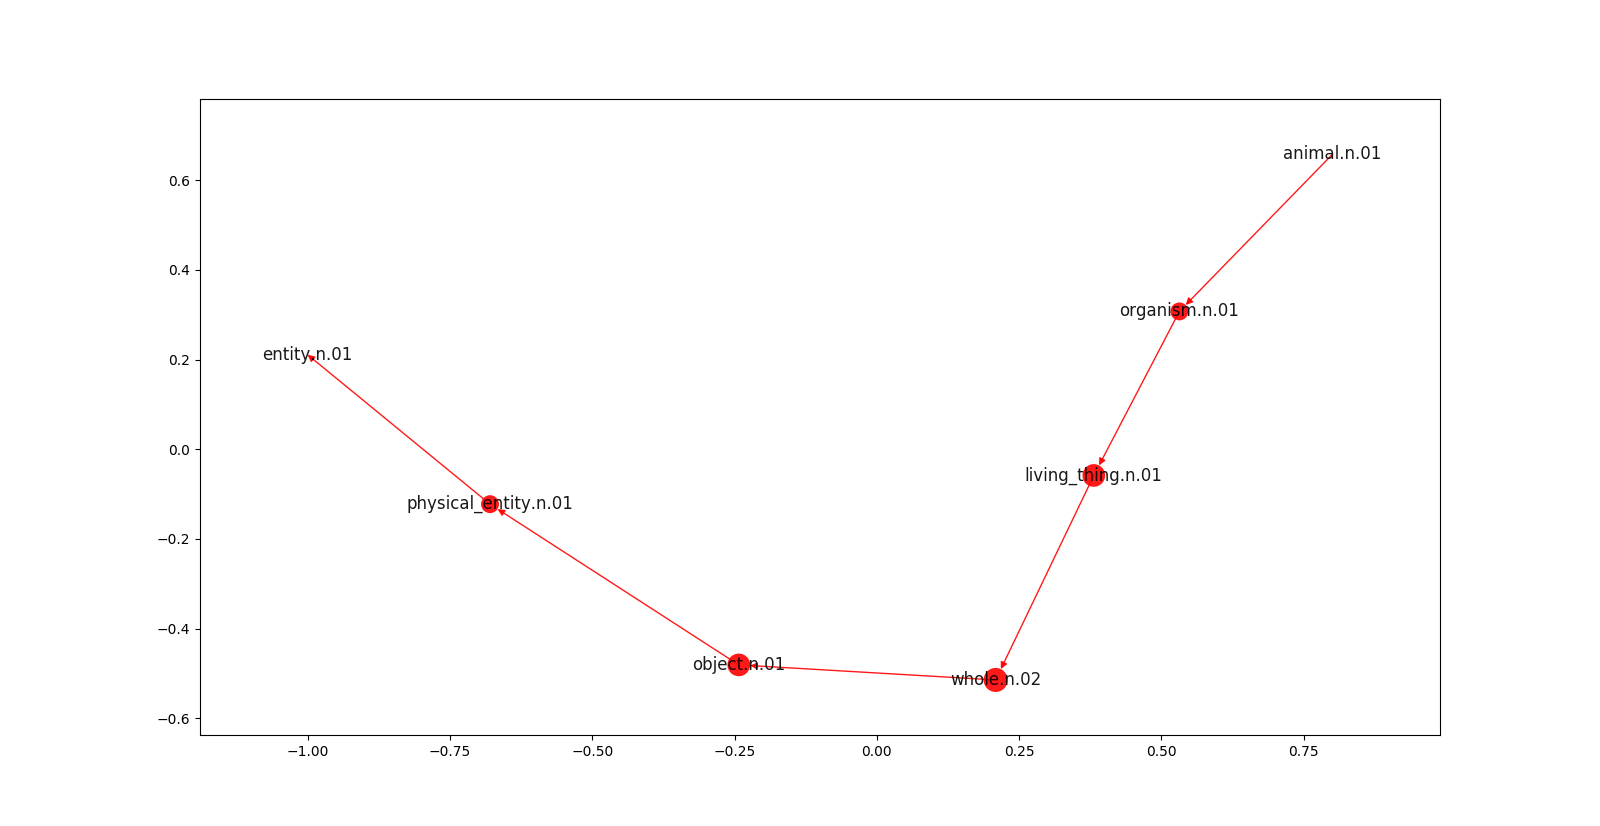 animal.n.01
0.6
organism.n.01
0.4
entity.n.01
0.2
0.0
living_thing.n.01
physical_entity.n.01
−0.2
−0.4
object.n.01
whole.n.02
−0.6
−1.00 −0.75 −0.50 −0.25 0.00 0.25 0.50 0.75